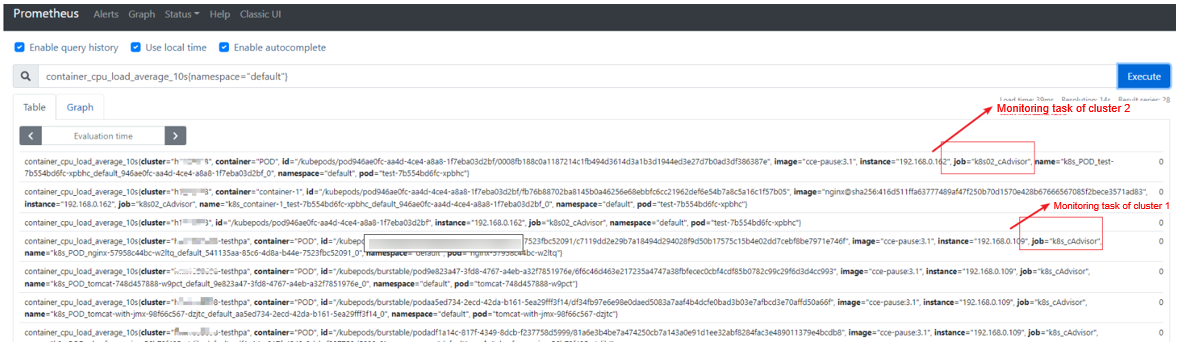 Prometheus Alerts Graph Status Help Classic UI
Enable query history Use local time Enable autocomplete
container_cpu_load_average_10s{namespace="default"} Execute
Load time: 39ms Resolution: 14s Result series: 28
Table Graph
Monitoring task of cluster 2
Evaluation time
container_cpu_load_average_10s{cluster="h 8", container="POD", id="/kubepods/pod946ae0fc-aa4d-4ce4-a8a8-1f7eba03d2bf/0008fb188c0a1187214c1fb494d3614d3a1b3d1944ed3e27d7b0ad3df386387e", image="cce-pause:3.1", instance="192.168.0.162", job="k8s02_cAdvisor", name="k8s_POD_test- 0
7b554bd6fc-xpbhc_default_946ae0fc-aa4d-4ce4-a8a8-1f7eba03d2bf_0", namespace="default", pod="test-7b554bd6fc-xpbhc"}
container_cpu_load_average_10s{cluster="h 3", container="container-1", id="/kubepods/pod946ae0fc-aa4d-4ce4-a8a8-1f7eba03d2bf/fb76b88702ba8145b0a46256e68ebbfc6cc21962def6e54b7a8c5a16c1f57b05", image="nginx@sha256:416d511ffa63777489af47f250b70d1570e428b67666567085f2bece3571ad83", 0
instance="192.168.0.162", job="k8s02_cAdvisor", name="k8s_container-1_test-7b554bd6fc-xpbhc_default_946ae0fc-aa4d-4ce4-a8a8-1f7eba03d2bf_0", namespace="default", pod="test-7b554bd6fc-xpbhc"}
Monitoring task of cluster 1
container_cpu_load_average_10s{cluster="h", id="/kubepods/pod946ae0fc-aa4d-4ce4-a8a8-1f7eba03d2bf", instance="192.168.0.162", job="k8s02_cAdvisor", namespace="default", pod="test-7b554bd6fc-xpbhc"} 0
container_cpu_load_average_10s{cluster="h -testhpa", container="POD", id="/kubepo 7523fbc52091/c7119dd2e29b7a18494d294028f9d50b17575c15b4e02dd7cebf8be7971e746f", image="cce-pause:3.1", instance="192.168.0.109", job="k8s_cAdvisor", 0
name="k8s_POD_nginx-57958c44bc-w2ltq_default_541135aa-85c6-4d8a-b44e-7523fbc52091_0", namespace="default", pod="nginx-57958c44bc-w2ltq"}
container_cpu_load_average_10s{cluster="h -testhpa", container="POD", id="/kubepods/burstable/pod9e823a47-3fd8-4767-a4eb-a32f7851976e/6f6c46d463e217235a4747a38fbfecec0cbf4cdf85b0782c99c29f6d3d4cc993", image="cce-pause:3.1", instance="192.168.0.109", job="k8s_cAdvisor", 0
name="k8s_POD_tomcat-748d457888-w9pct_default_9e823a47-3fd8-4767-a4eb-a32f7851976e_0", namespace="default", pod="tomcat-748d457888-w9pct"}
container_cpu_load_average_10s{cluster="h -testhpa", container="POD", id="/kubepods/burstable/podaa5ed734-2ecd-42da-b161-5ea29fff3f14/df34fb97e6e98e0daed5083a7aaf4b4dcfe0bad3b03e7afbcd3e70affd50a66f", image="cce-pause:3.1", instance="192.168.0.109", job="k8s_cAdvisor", 0
name="k8s_POD_tomcat-with-jmx-98f66c567-dzjtc_default_aa5ed734-2ecd-42da-b161-5ea29fff3f14_0", namespace="default", pod="tomcat-with-jmx-98f66c567-dzjtc"}
container_cpu_load_average_10s{cluster=" -testhpa", container="POD", id="/kubepods/burstable/podadf1a14c-817f-4349-8dcb-f237758d5999/81a6e3b4be7a474250cb7a143a0e91d1ee32abf8284fac3e489011379e4bcdb8", image="cce-pause:3.1", instance="192.168.0.109", job="k8s_cAdvisor", 0